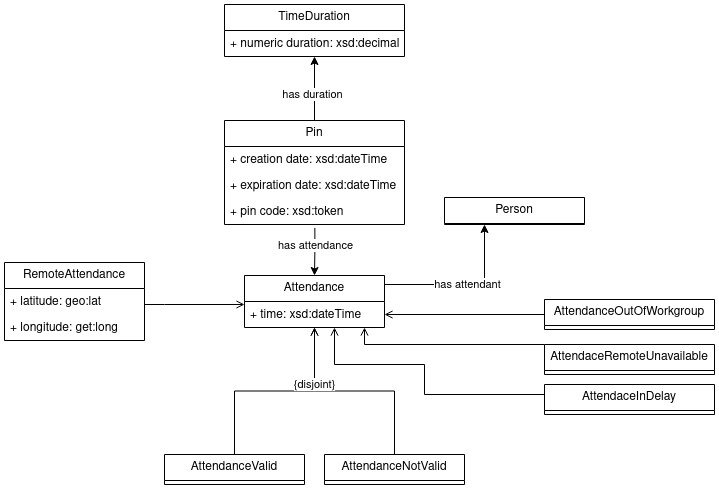 TimeDuration
+ numeric duration: xsd:decimal
has duration
Pin
+ creation date: xsd:dateTime
+ expiration date: xsd:dateTime
+ pin code: xsd:token
Person
has attendance
RemoteAttendance
+ latitude: geo:lat
+ longitude: get:long
Attendance
+ time: xsd:dateTime
has attendant
AttendanceOutOfWorkgroup
AttendaceRemoteUnavailable
AttendaceInDelay
{disjoint}
AttendanceValid
AttendanceNotValid